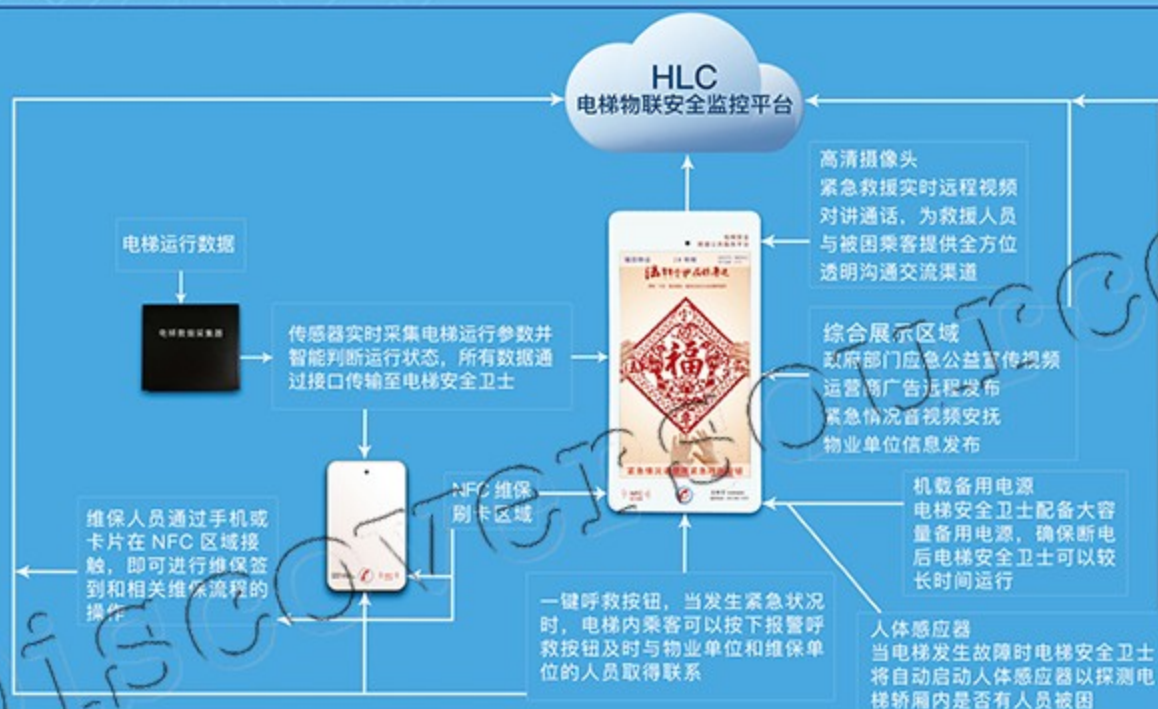 HLC
电梯物联安全监控平台
高清摄像头
紧急救援实时远程视频
对讲通话，为救援人员
与被困乘客提供全方位
透明沟通交流渠道
电梯运行数据
电梯数据采集器
传感器实时采集电梯运行参数并
智能判断运行状态，所有数据通
过接口传输至电梯安全卫士
福
综合展示区域
政府部门应急公益宣传视频
运营商广告远程发布
紧急情况音视频安抚
物业单位信息发布
NFC 维保
刷卡区域
机载备用电源
电梯安全卫士配备大容
量备用电源，确保断电
后电梯安全卫士可以较
长时间运行
维保人员通过手机或
卡片在 NFC 区域接
触，即可进行维保签
到和相关维保流程的
操作
一键呼救按钮，当发生紧急状况
时，电梯内乘客可以按下报警呼
救按钮及时与物业单位和维保单
位的人员取得联系
人体感应器
当电梯发生故障时电梯安全卫士
将自动启动人体感应器以探测电
梯轿厢内是否有人员被困